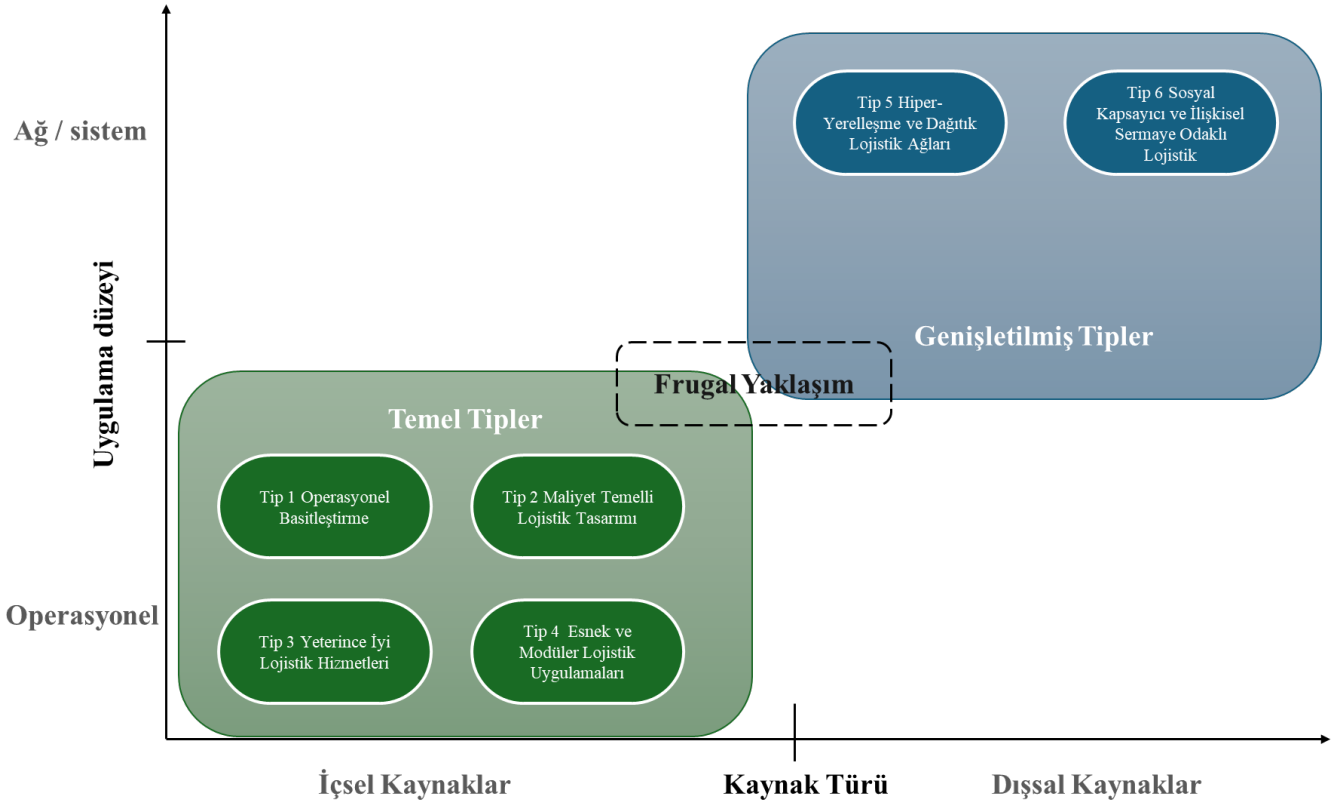 Ağ / sistem
Tip 5 Hiper-
Yerelleşme ve Dağıtık
Lojistik Ağları
Tip 6 Sosyal
Kapsayıcı ve İlişkisel
Sermaye Odaklı
Lojistik
Genişletilmiş Tipler
Uygulama düzeyi
Frugal Yaklaşım
Temel Tipler
Tip 1 Operasyonel
Basitleştirme
Tip 2 Maliyet Temelli
Lojistik Tasarımı
Operasyonel
Tip 3 Yeterince İyi
Lojistik Hizmetleri
Tip 4 Esnek ve
Modüler Lojistik
Uygulamaları
İçsel Kaynaklar
Kaynak Türü
Dışsal Kaynaklar